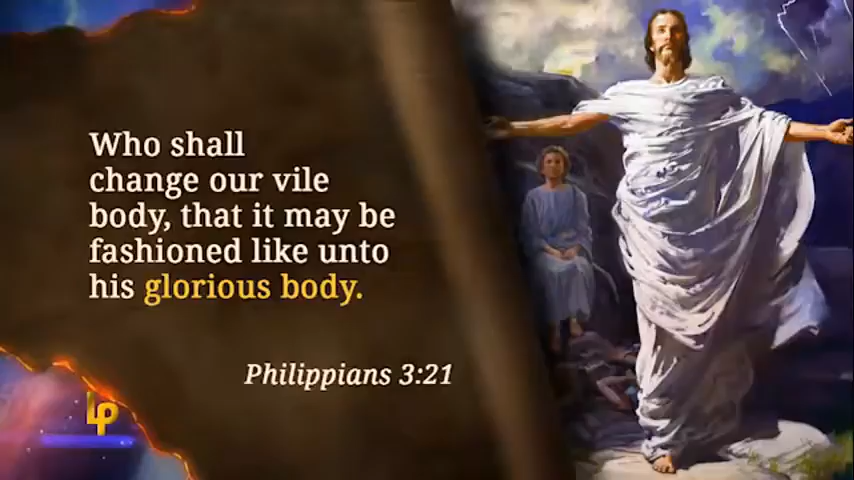 Who shall
change our vile
body, that it may be
fashioned like unto
his glorious body.
Philippians 3:21
LP